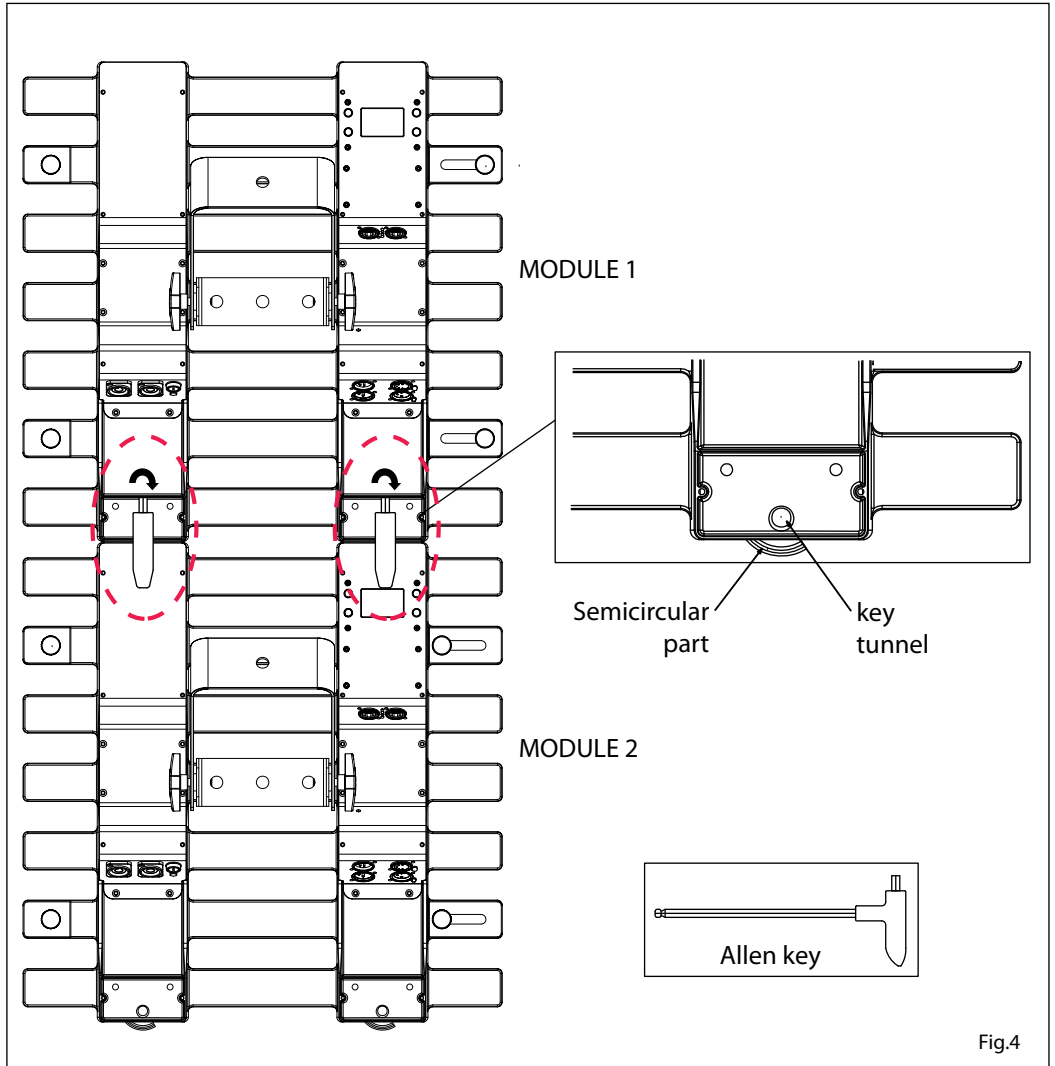 MODULE 1
Semicircular
part
key
tunnel
MODULE 2
Allen key
Fig.4